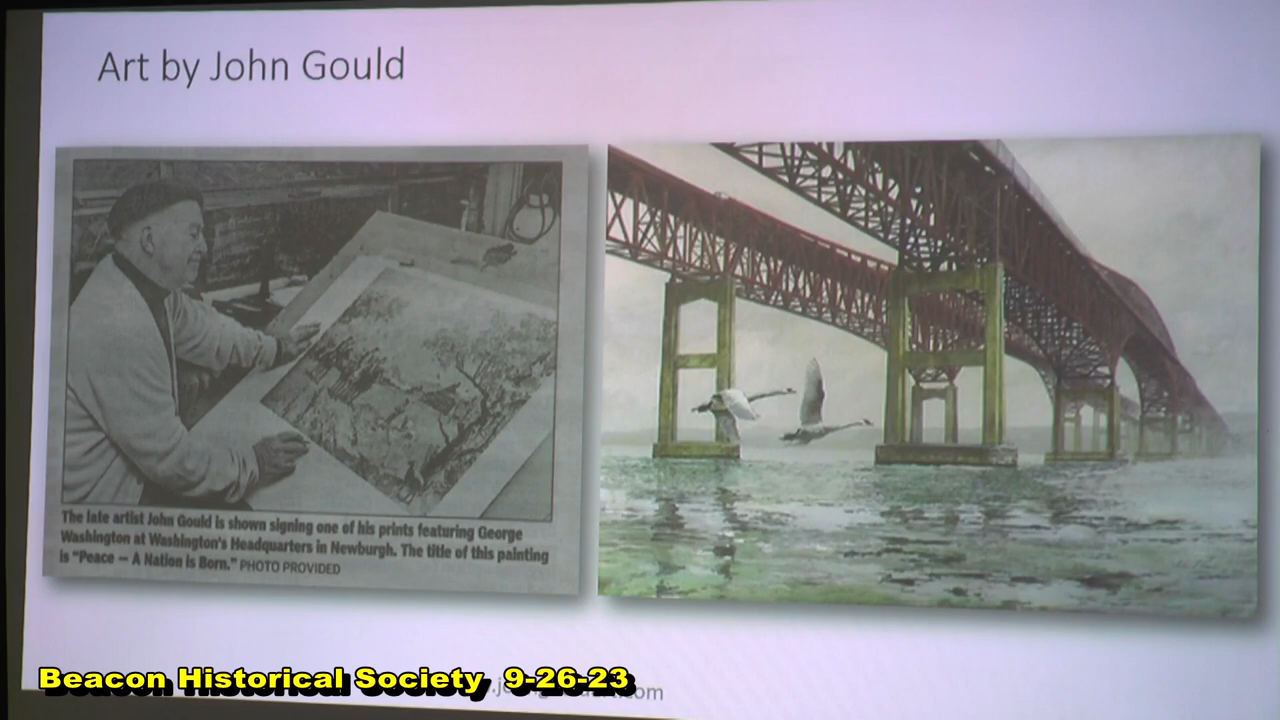 Art by John Gould
The late artist John Gould is shown signing one of his prints featuring George
Washington at Washington's Headquarters in Newburgh. The title of this painting
is "Peace — A Nation is Born." PHOTO PROVIDED
Beacon Historical Society 9-26-23